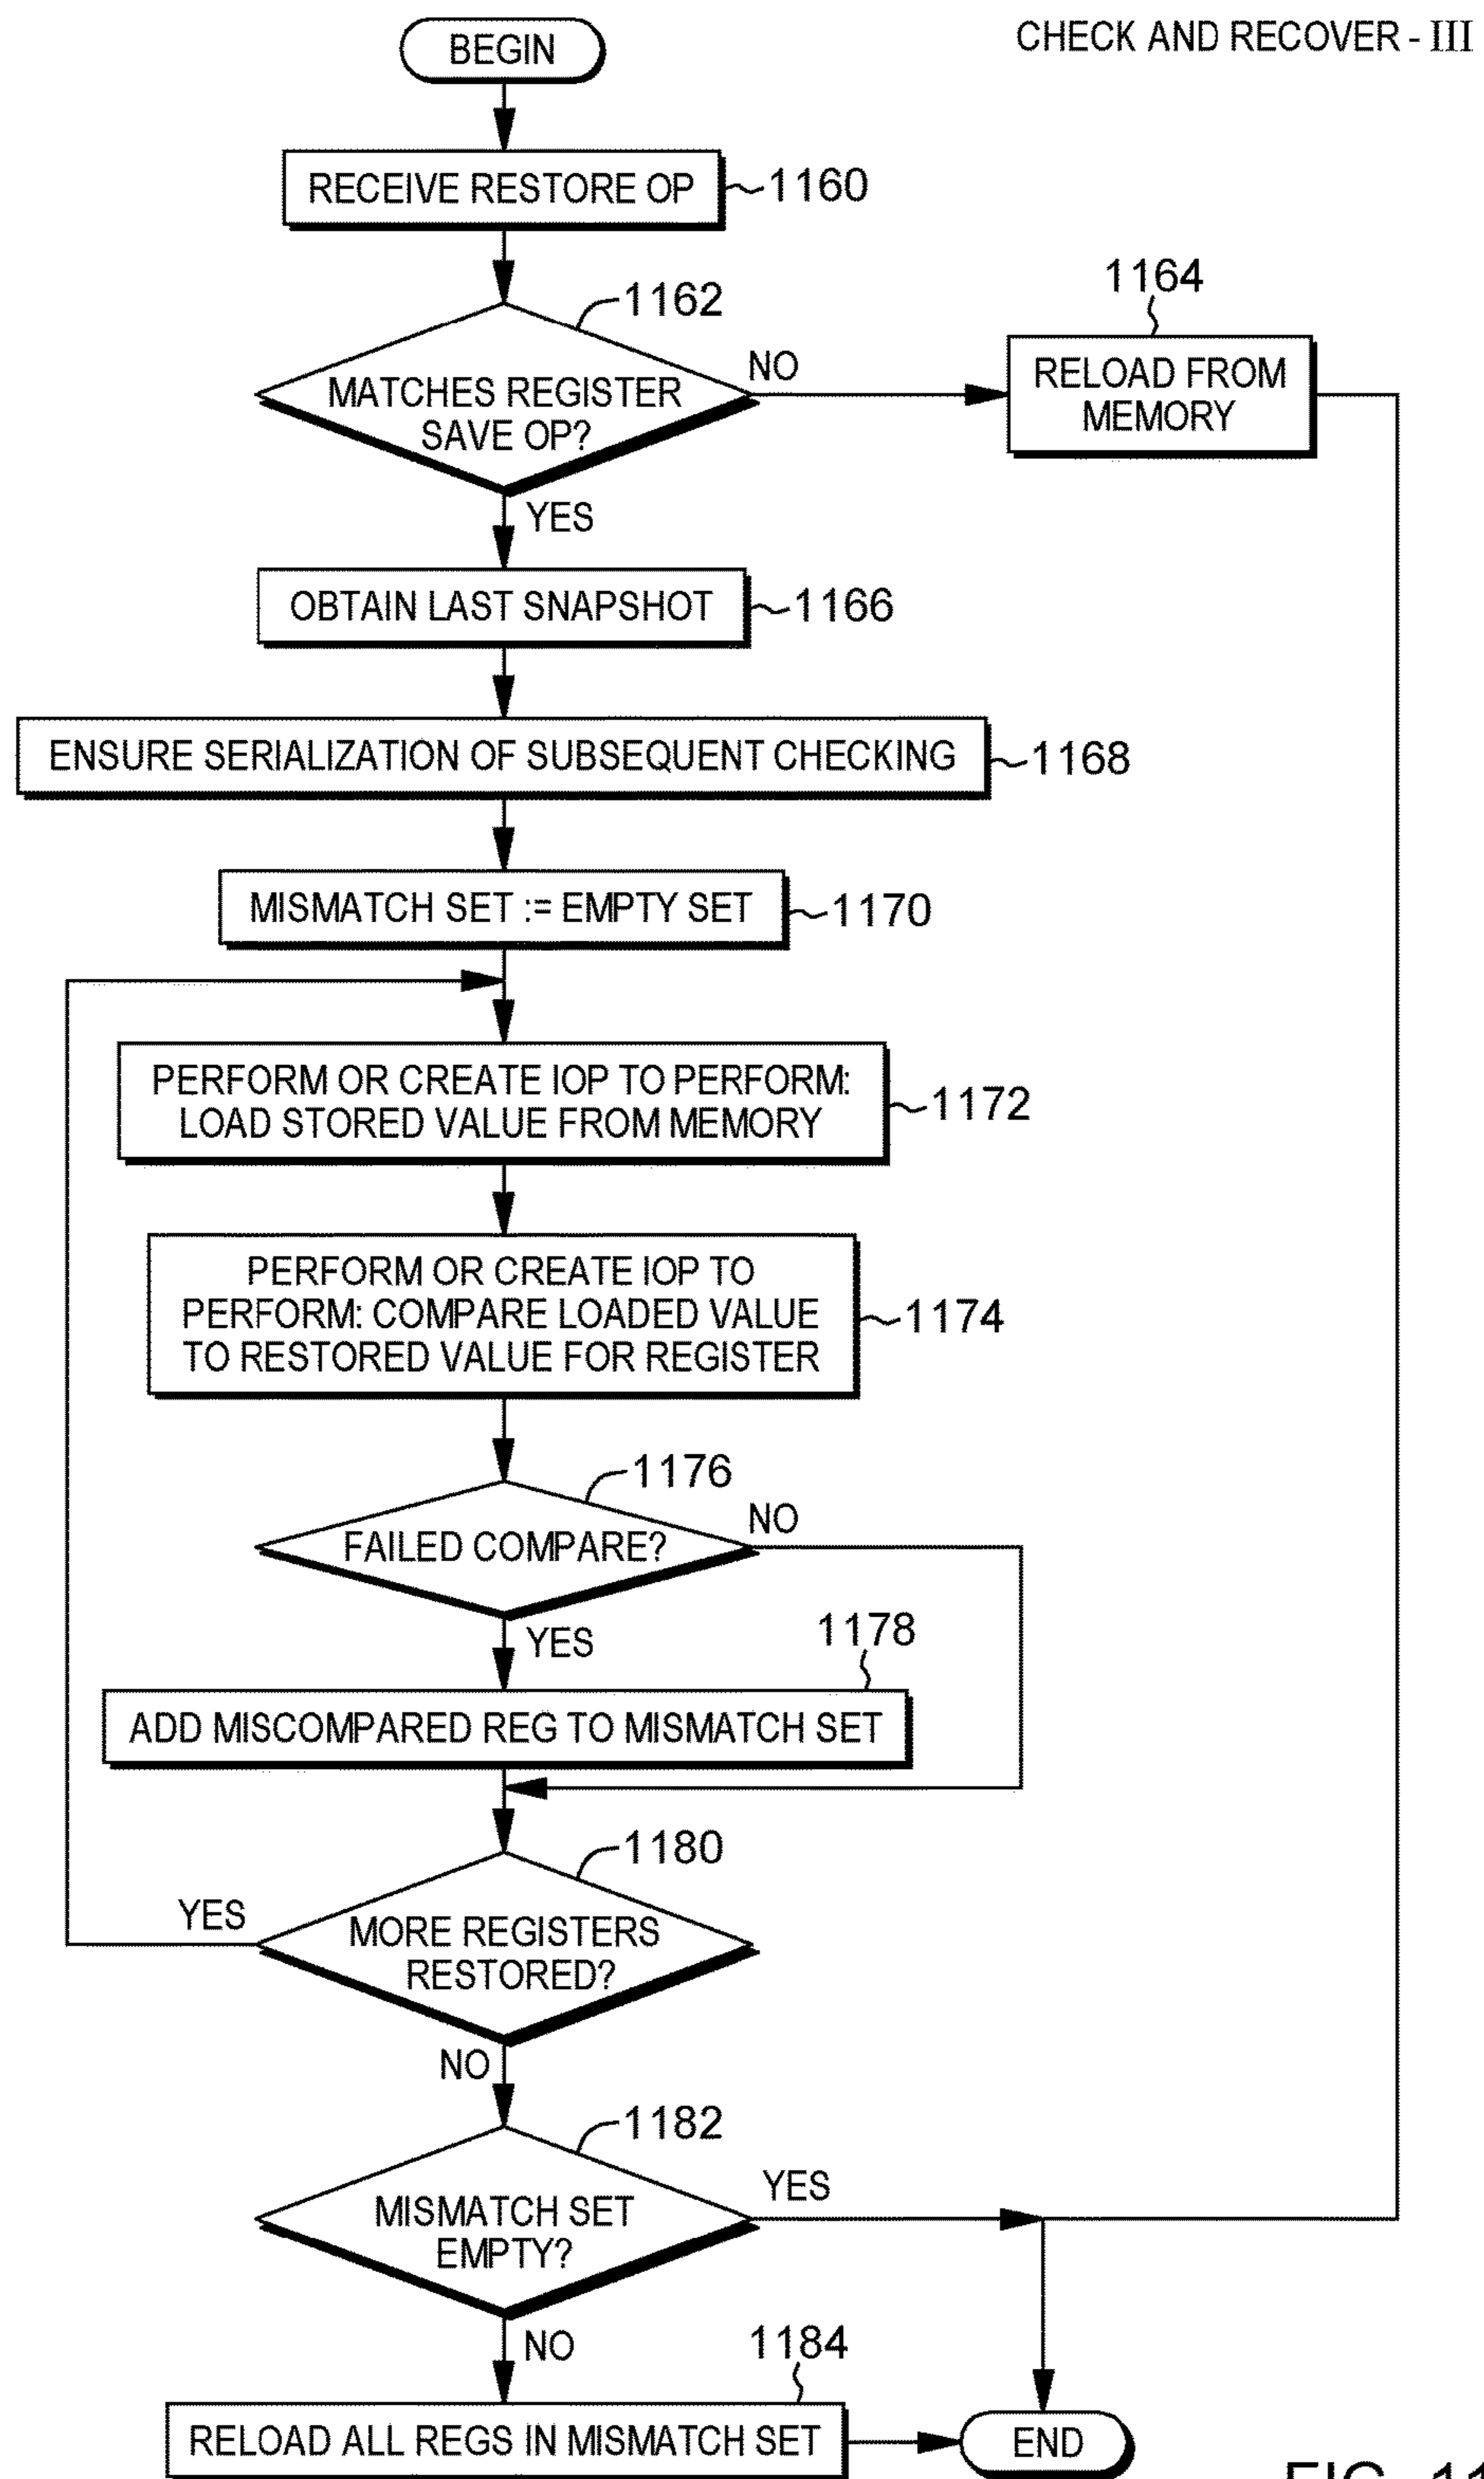 BEGIN
CHECK AND RECOVER - III
RECEIVE RESTORE OP
1160
1162
MATCHES REGISTER
SAVE OP?
NO
1164
RELOAD FROM
MEMORY
YES
OBTAIN LAST SNAPSHOT
1166
ENSURE SERIALIZATION OF SUBSEQUENT CHECKING
1168
MISMATCH SET := EMPTY SET
1170
PERFORM OR CREATE IOP TO PERFORM:
LOAD STORED VALUE FROM MEMORY
1172
PERFORM OR CREATE IOP TO
PERFORM: COMPARE LOADED VALUE
TO RESTORED VALUE FOR REGISTER
1174
1176
FAILED COMPARE?
NO
YES
1178
ADD MISCOMPARED REG TO MISMATCH SET
1180
YES
MORE REGISTERS
RESTORED?
NO
1182
MISMATCH SET
EMPTY?
YES
NO
1184
RELOAD ALL REGS IN MISMATCH SET
END